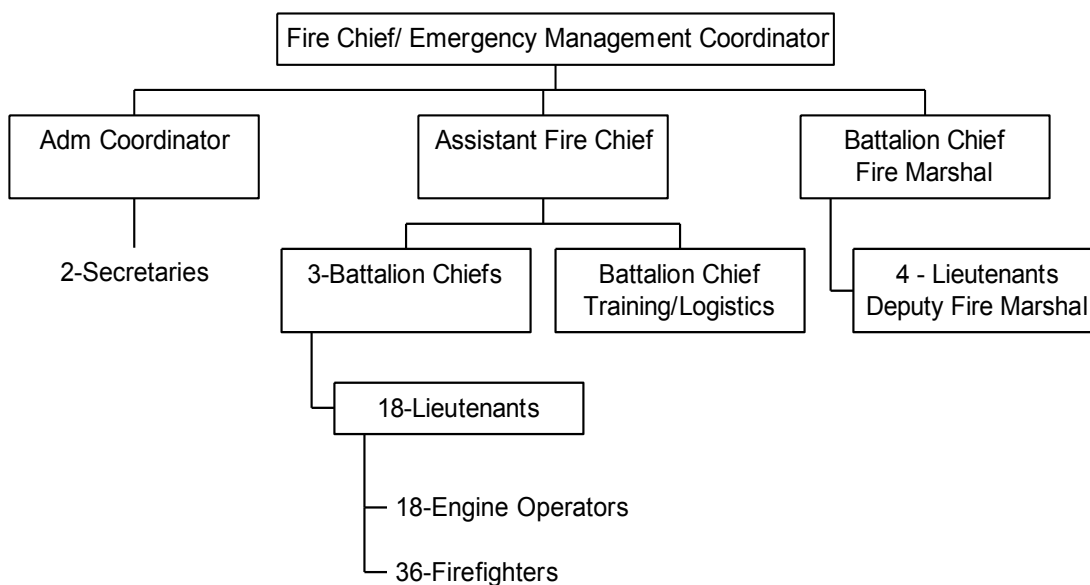 Fire Chief/ Emergency Management Coordinator
Adm Coordinator
Assistant Fire Chief
Battalion Chief
Fire Marshal
2-Secretaries
3-Battalion Chiefs
Battalion Chief
Training/Logistics
4 - Lieutenants
Deputy Fire Marshal
18-Lieutenants
18-Engine Operators
36-Firefighters